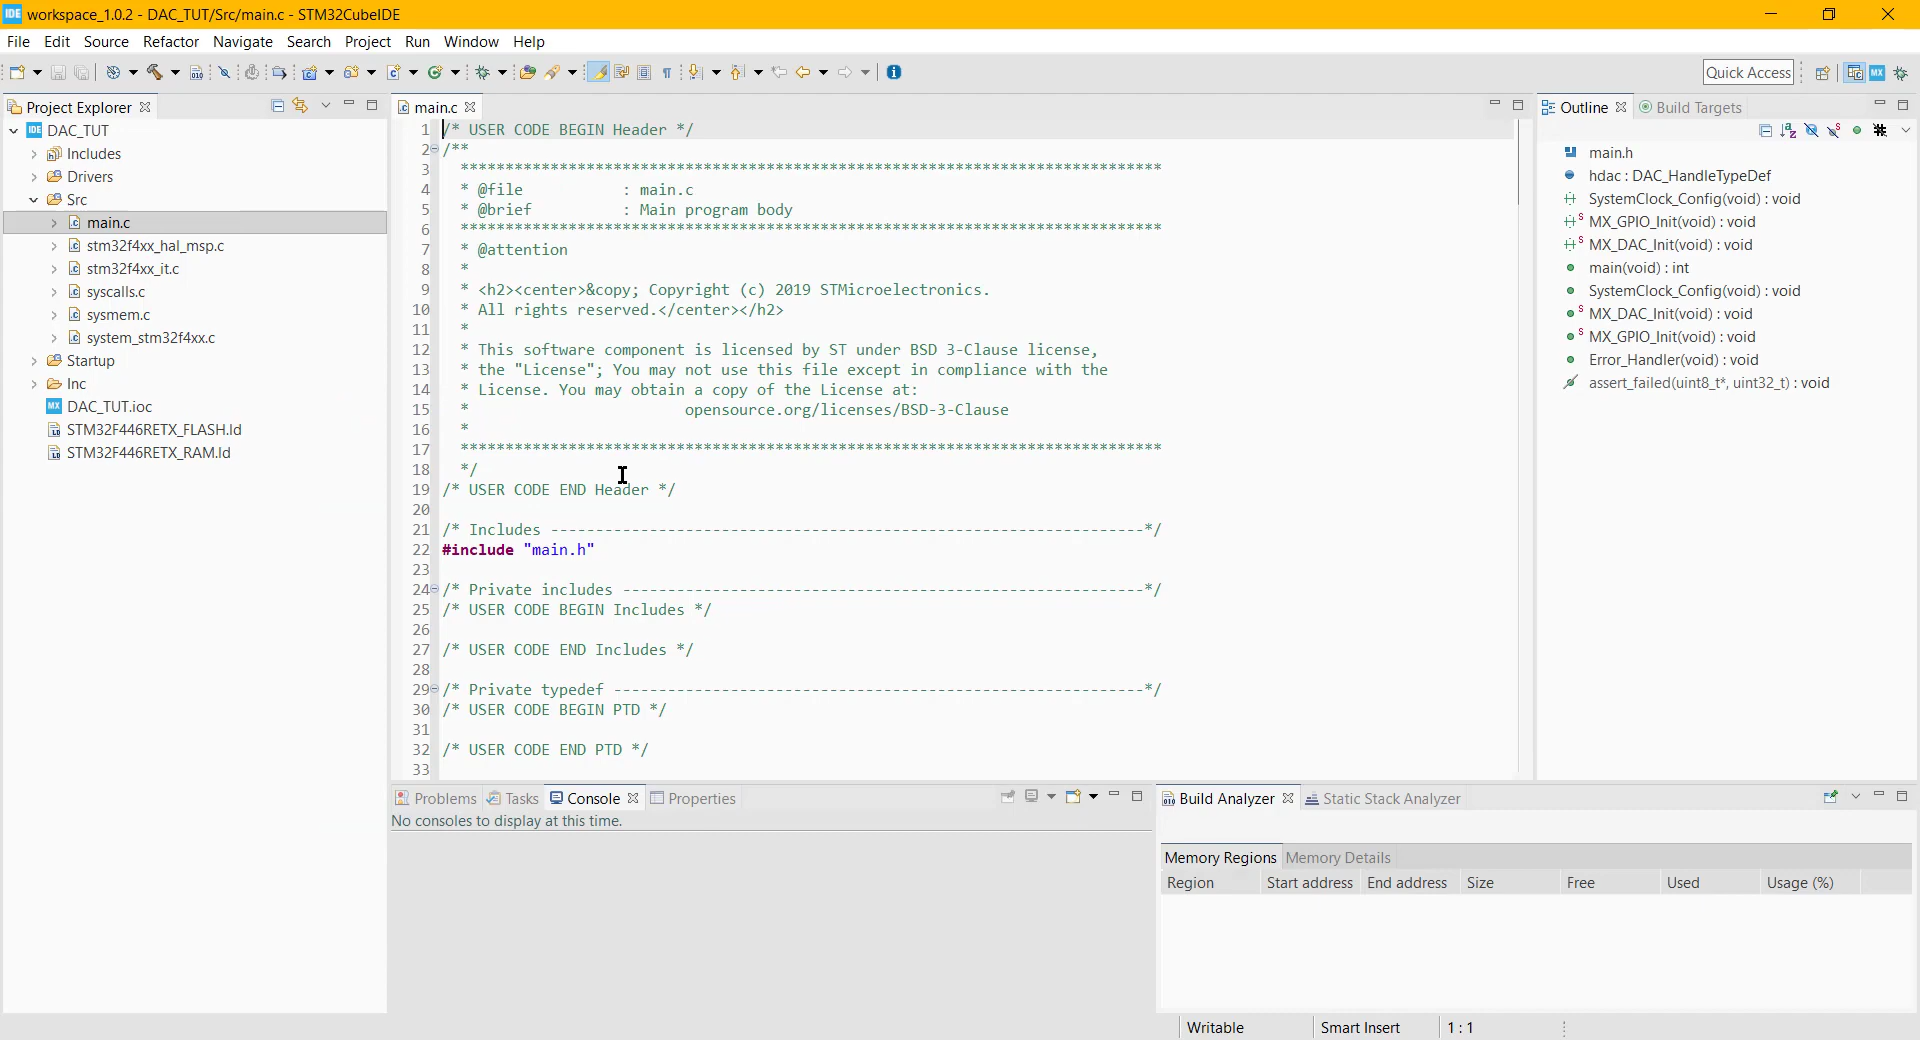 IDE workspace_1.0.2 - DAC_TUT/Src/main.c - STM32CubeIDE
File Edit Source Refactor Navigate Search Project Run Window Help
Quick Access
MX
Project Explorer
IDE DAC_TUT
Includes
Drivers
Src
main.c
stm32f4xx_hal_msp.c
stm32f4xx_it.c
syscalls.c
sysmem.c
system_stm32f4xx.c
Startup
Inc
MX DAC_TUT.ioc
STM32F446RETX_FLASH.ld
STM32F446RETX_RAM.ld
main.c
1 /* USER CODE BEGIN Header */
2 /**
3 ******************************************************************************
4 * @file : main.c
5 * @brief : Main program body
6 ******************************************************************************
7 * @attention
8 *
9 * <h2><center>&copy; Copyright (c) 2019 STMicroelectronics.
10 * All rights reserved.</center></h2>
11 *
12 * This software component is licensed by ST under BSD 3-Clause license,
13 * the "License"; You may not use this file except in compliance with the
14 * License. You may obtain a copy of the License at:
15 * opensource.org/licenses/BSD-3-Clause
16 *
17 ******************************************************************************
18 */
19 /* USER CODE END Header */
20
21 /* Includes ------------------------------------------------------------------*/
22 #include "main.h"
23
24 /* Private includes ----------------------------------------------------------*/
25 /* USER CODE BEGIN Includes */
26
27 /* USER CODE END Includes */
28
29 /* Private typedef -----------------------------------------------------------*/
30 /* USER CODE BEGIN PTD */
31
32 /* USER CODE END PTD */
33
Outline Build Targets
main.h
hdac : DAC_HandleTypeDef
SystemClock_Config(void) : void
S MX_GPIO_Init(void) : void
S MX_DAC_Init(void) : void
main(void) : int
SystemClock_Config(void) : void
S MX_DAC_Init(void) : void
S MX_GPIO_Init(void) : void
Error_Handler(void) : void
assert_failed(uint8_t*, uint32_t) : void
Problems Tasks Console Properties
No consoles to display at this time.
Build Analyzer Static Stack Analyzer
Memory Regions Memory Details
Region Start address End address Size Free Used Usage (%)
Writable Smart Insert 1 : 1